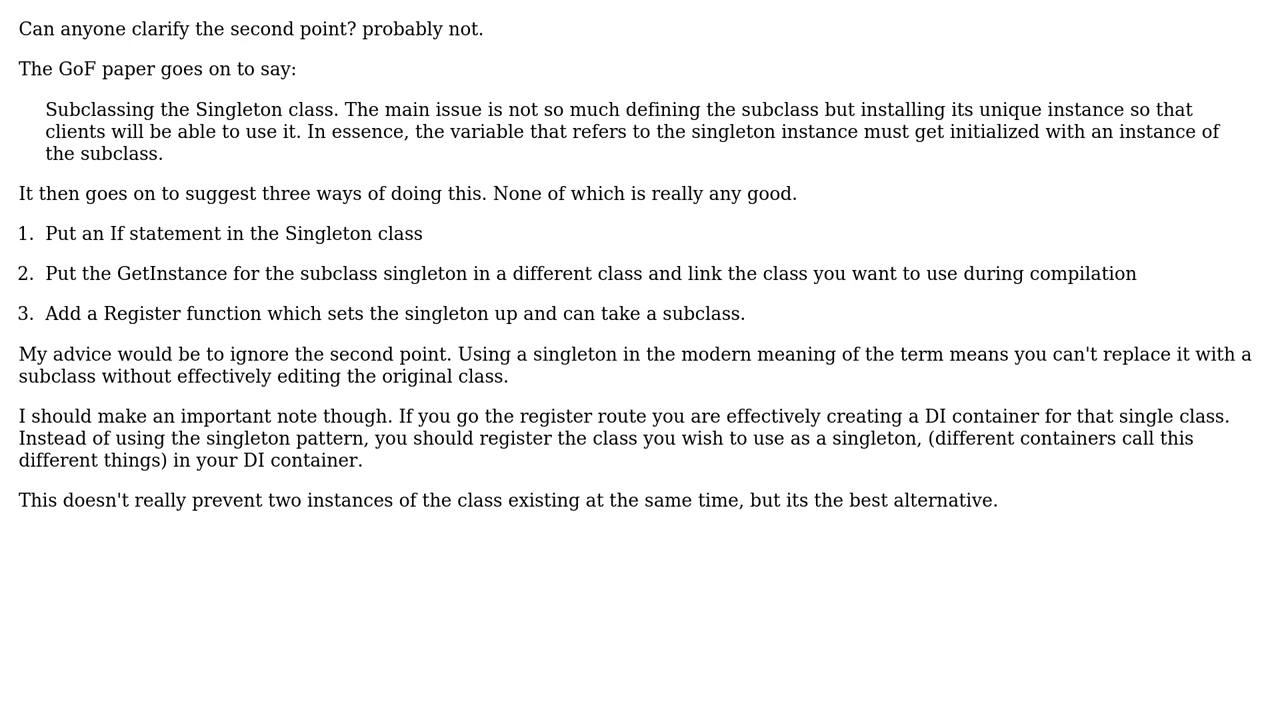 Can anyone clarify the second point? probably not.
The GoF paper goes on to say:
Subclassing the Singleton class. The main issue is not so much defining the subclass but installing its unique instance so that
clients will be able to use it. In essence, the variable that refers to the singleton instance must get initialized with an instance of
the subclass.
It then goes on to suggest three ways of doing this. None of which is really any good.
1. Put an If statement in the Singleton class
2. Put the GetInstance for the subclass singleton in a different class and link the class you want to use during compilation
3. Add a Register function which sets the singleton up and can take a subclass.
My advice would be to ignore the second point. Using a singleton in the modern meaning of the term means you can't replace it with a
subclass without effectively editing the original class.
I should make an important note though. If you go the register route you are effectively creating a DI container for that single class.
Instead of using the singleton pattern, you should register the class you wish to use as a singleton, (different containers call this
different things) in your DI container.
This doesn't really prevent two instances of the class existing at the same time, but its the best alternative.